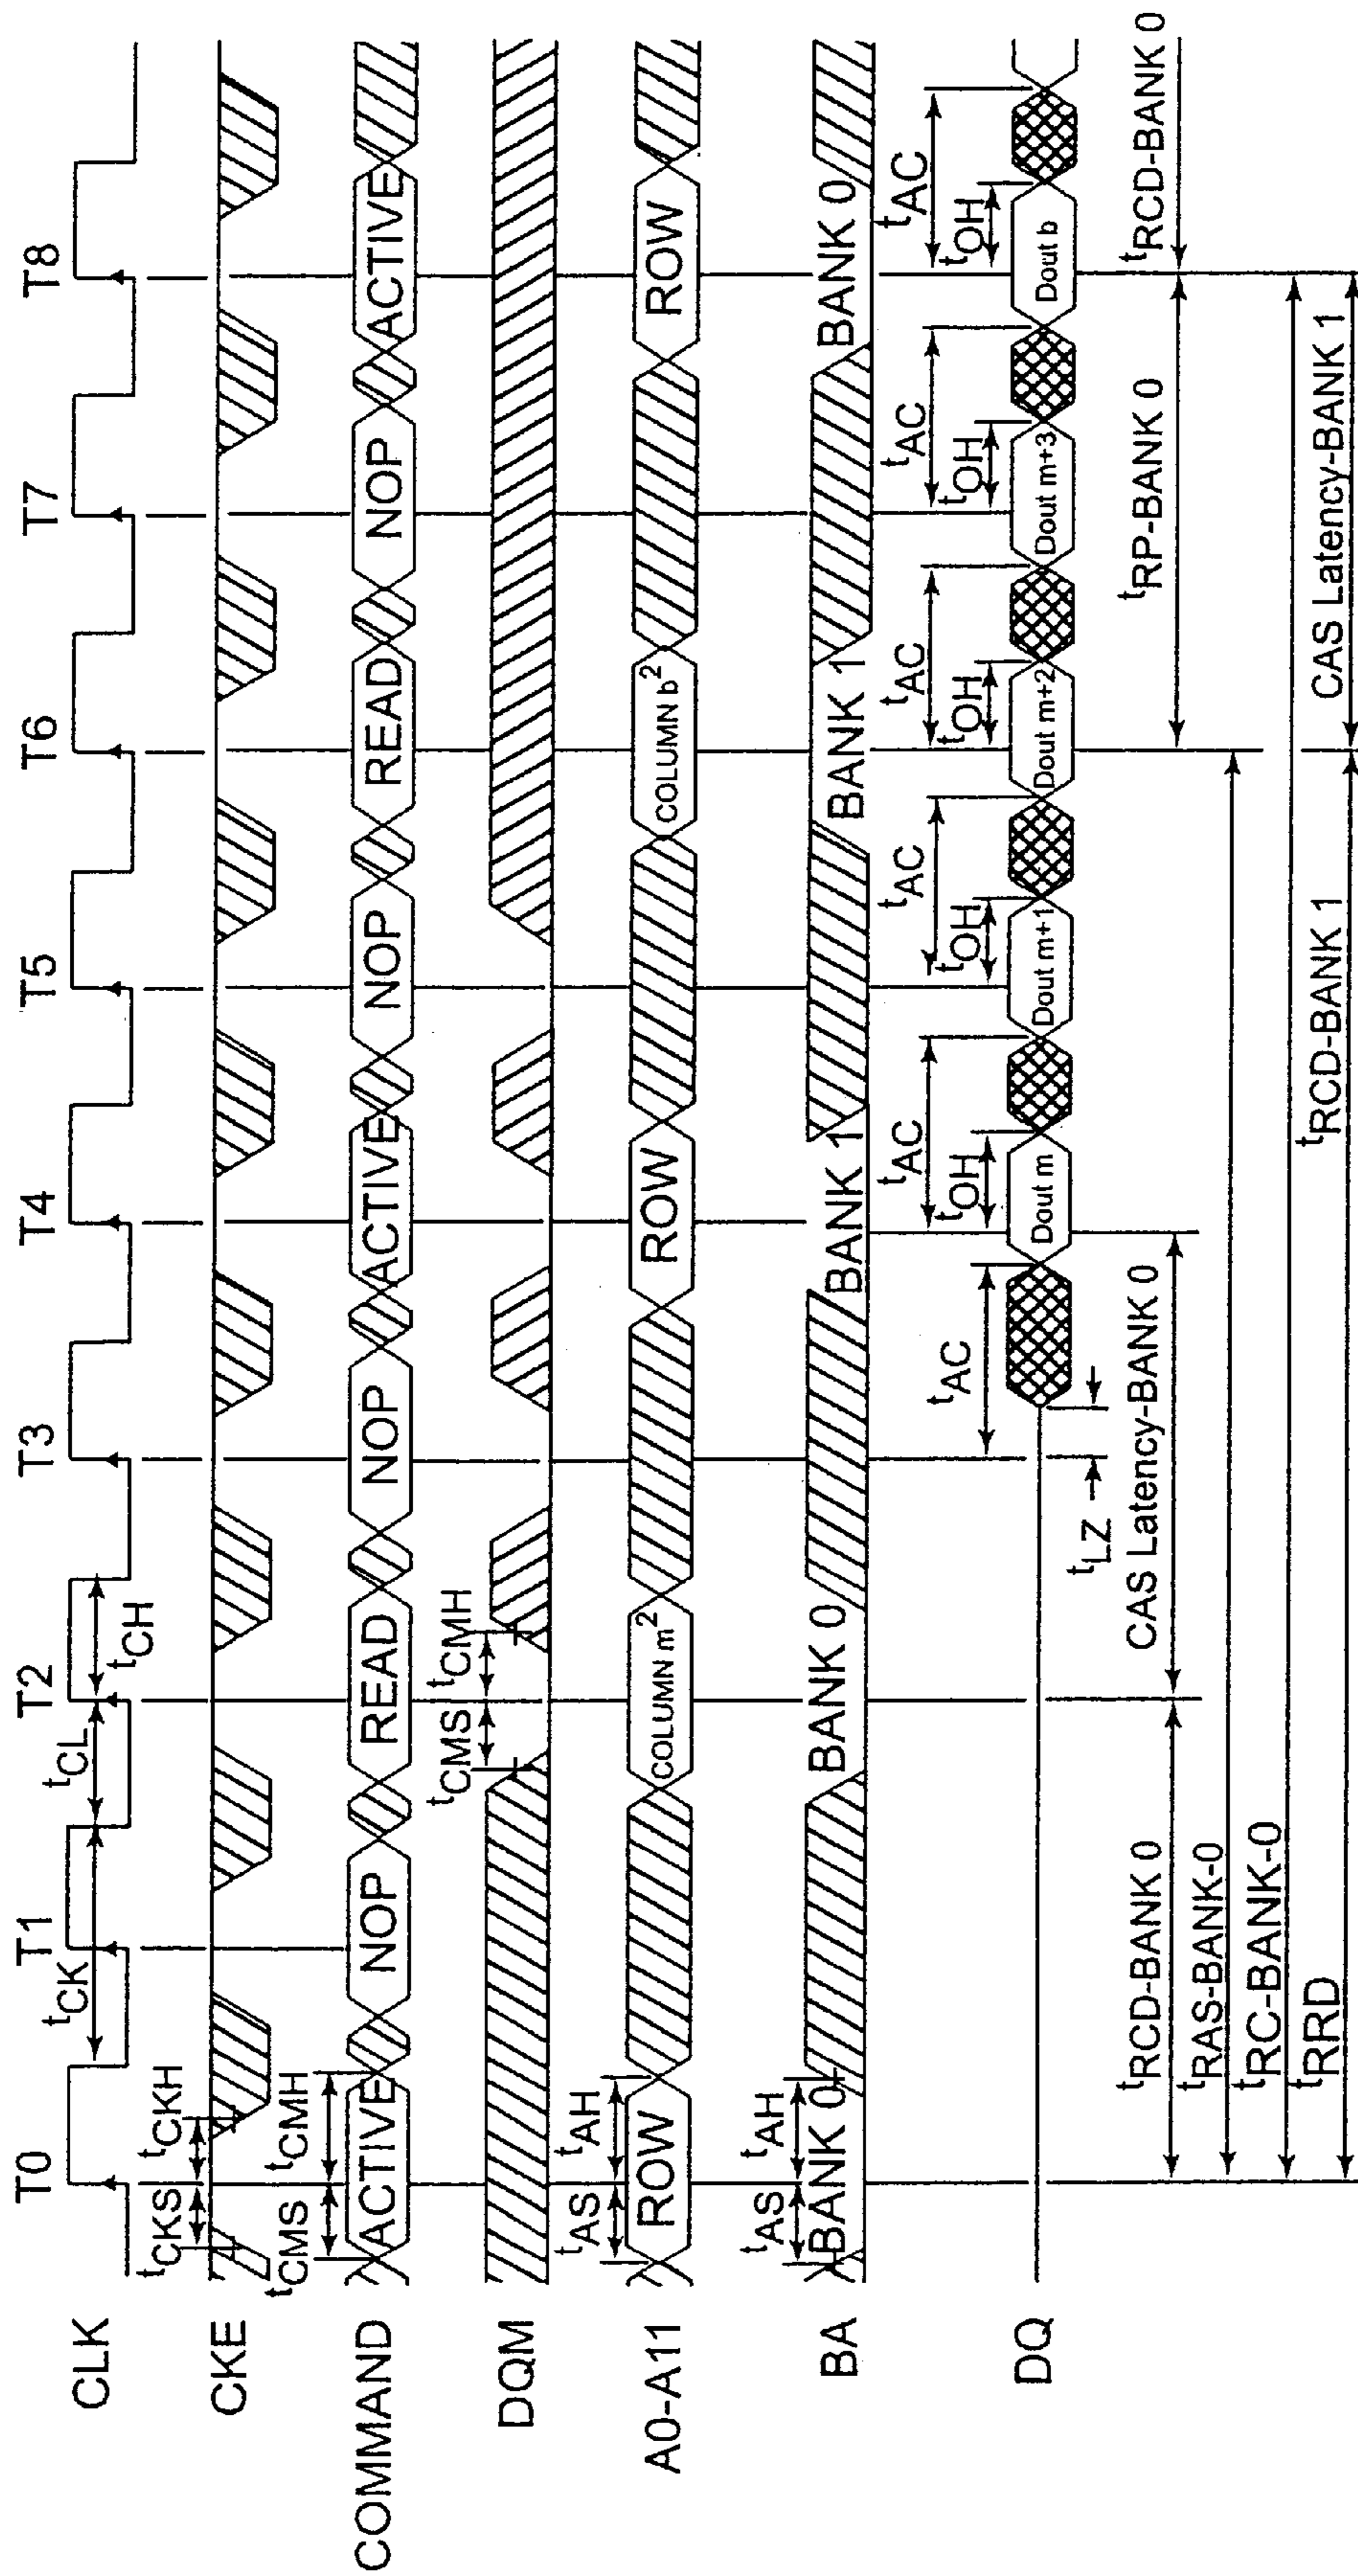 T0 T1 T2 T3 T4 T5 T6 T7 T8
CLK
tCK tCL tCH
tCKS tCKH
CKE
tCMS tCMH
COMMAND ACTIVE NOP READ NOP ACTIVE NOP READ NOP ACTIVE
tCMS tCMH
DQM
tAS tAH
A0-A11 ROW COLUMN m2 ROW COLUMN b2 ROW
tAS tAH
BA BANK 0 BANK 0 BANK 1 BANK 1 BANK 0
tAC tAC tAC tAC tAC tAC
tOH tOH tOH tOH tOH
DQ Dout m Dout m+1 Dout m+2 Dout m+3 Dout b
tLZ
tRCD-BANK 0 CAS Latency-BANK 0 tRP-BANK 0 tRCD-BANK 0
tRAS-BANK-0
tRC-BANK-0
tRRD tRCD-BANK 1 CAS Latency-BANK 1